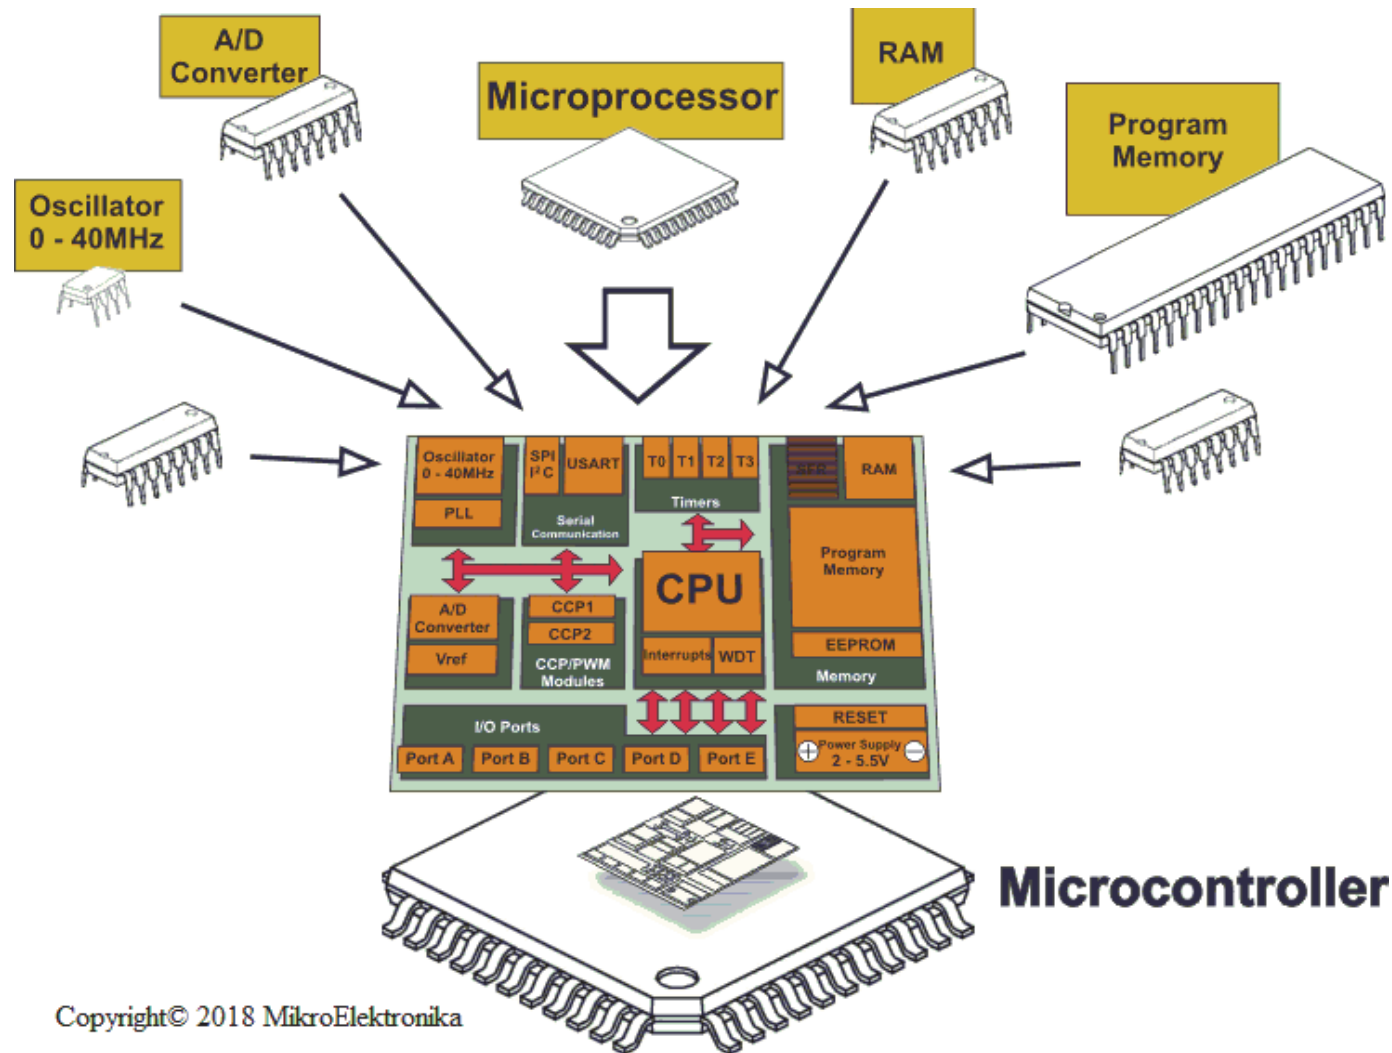 A/D
Converter
Microprocessor
RAM
Program
Memory
Oscillator
0 - 40MHz
Oscillator
0 - 40MHz
PLL
SPI
I²C
USART
Serial
Communication
T0
T1
T2
T3
Timers
SFR
RAM
Program
Memory
EEPROM
Memory
A/D
Converter
Vref
CCP1
CCP2
CCP/PWM
Modules
CPU
Interrupts
WDT
I/O Ports
Port A
Port B
Port C
Port D
Port E
RESET
Power Supply
2 - 5.5V
Microcontroller
Copyright© 2018 MikroElektronika